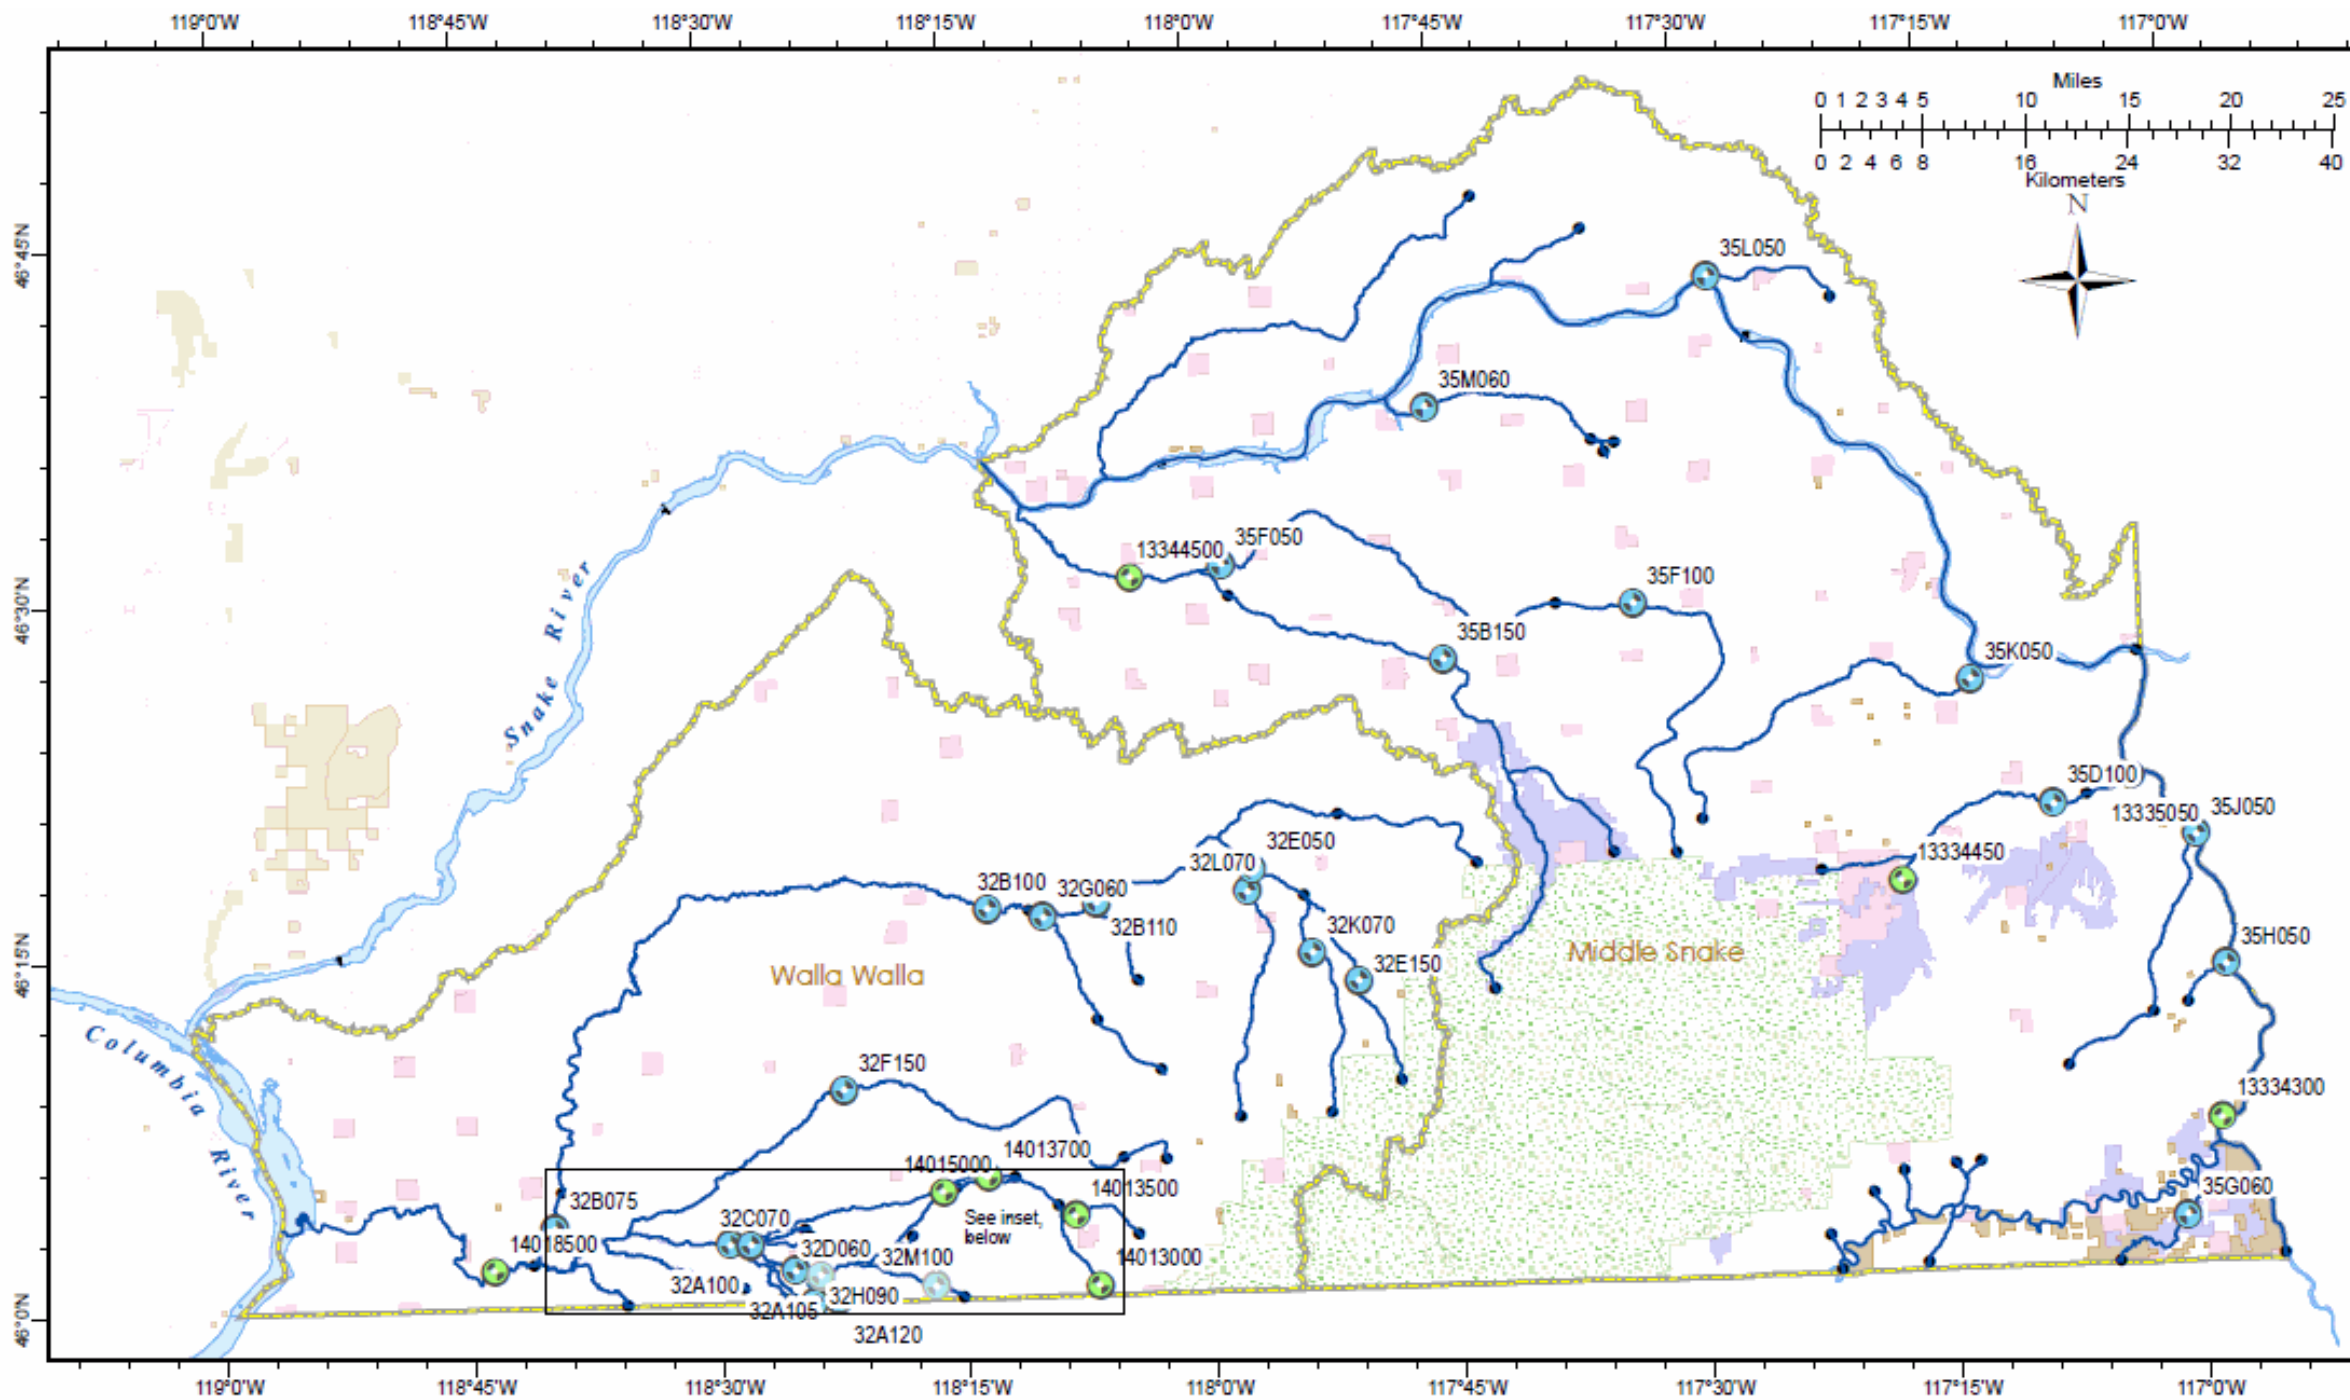 119°0'W 118°45'W 118°30'W 118°15'W 118°0'W 117°45'W 117°30'W 117°15'W 117°0'W
Miles
0 1 2 3 4 5 10 15 20 25
0 2 4 6 8 16 24 32 40
Kilometers
N
46°45'N
35L050
35M060
13344500
35F050
35F100
46°30'N
35B150
35K050
Snake River
35D100
13335050
35J050
32E050
32L070
13334450
32B100
32G060
32B110
32K070
35H050
32E150
46°15'N
Walla Walla
Middle Snake
Columbia River
32F150
13334300
14013700
14015000
14013500
35G060
32B075
32C070
See inset,
below
14018500
32D060
32M100
14013000
32A100
32A105
32H090
46°0'N
32A120
119°0'W 118°45'W 118°30'W 118°15'W 118°0'W 117°45'W 117°30'W 117°15'W 117°0'W